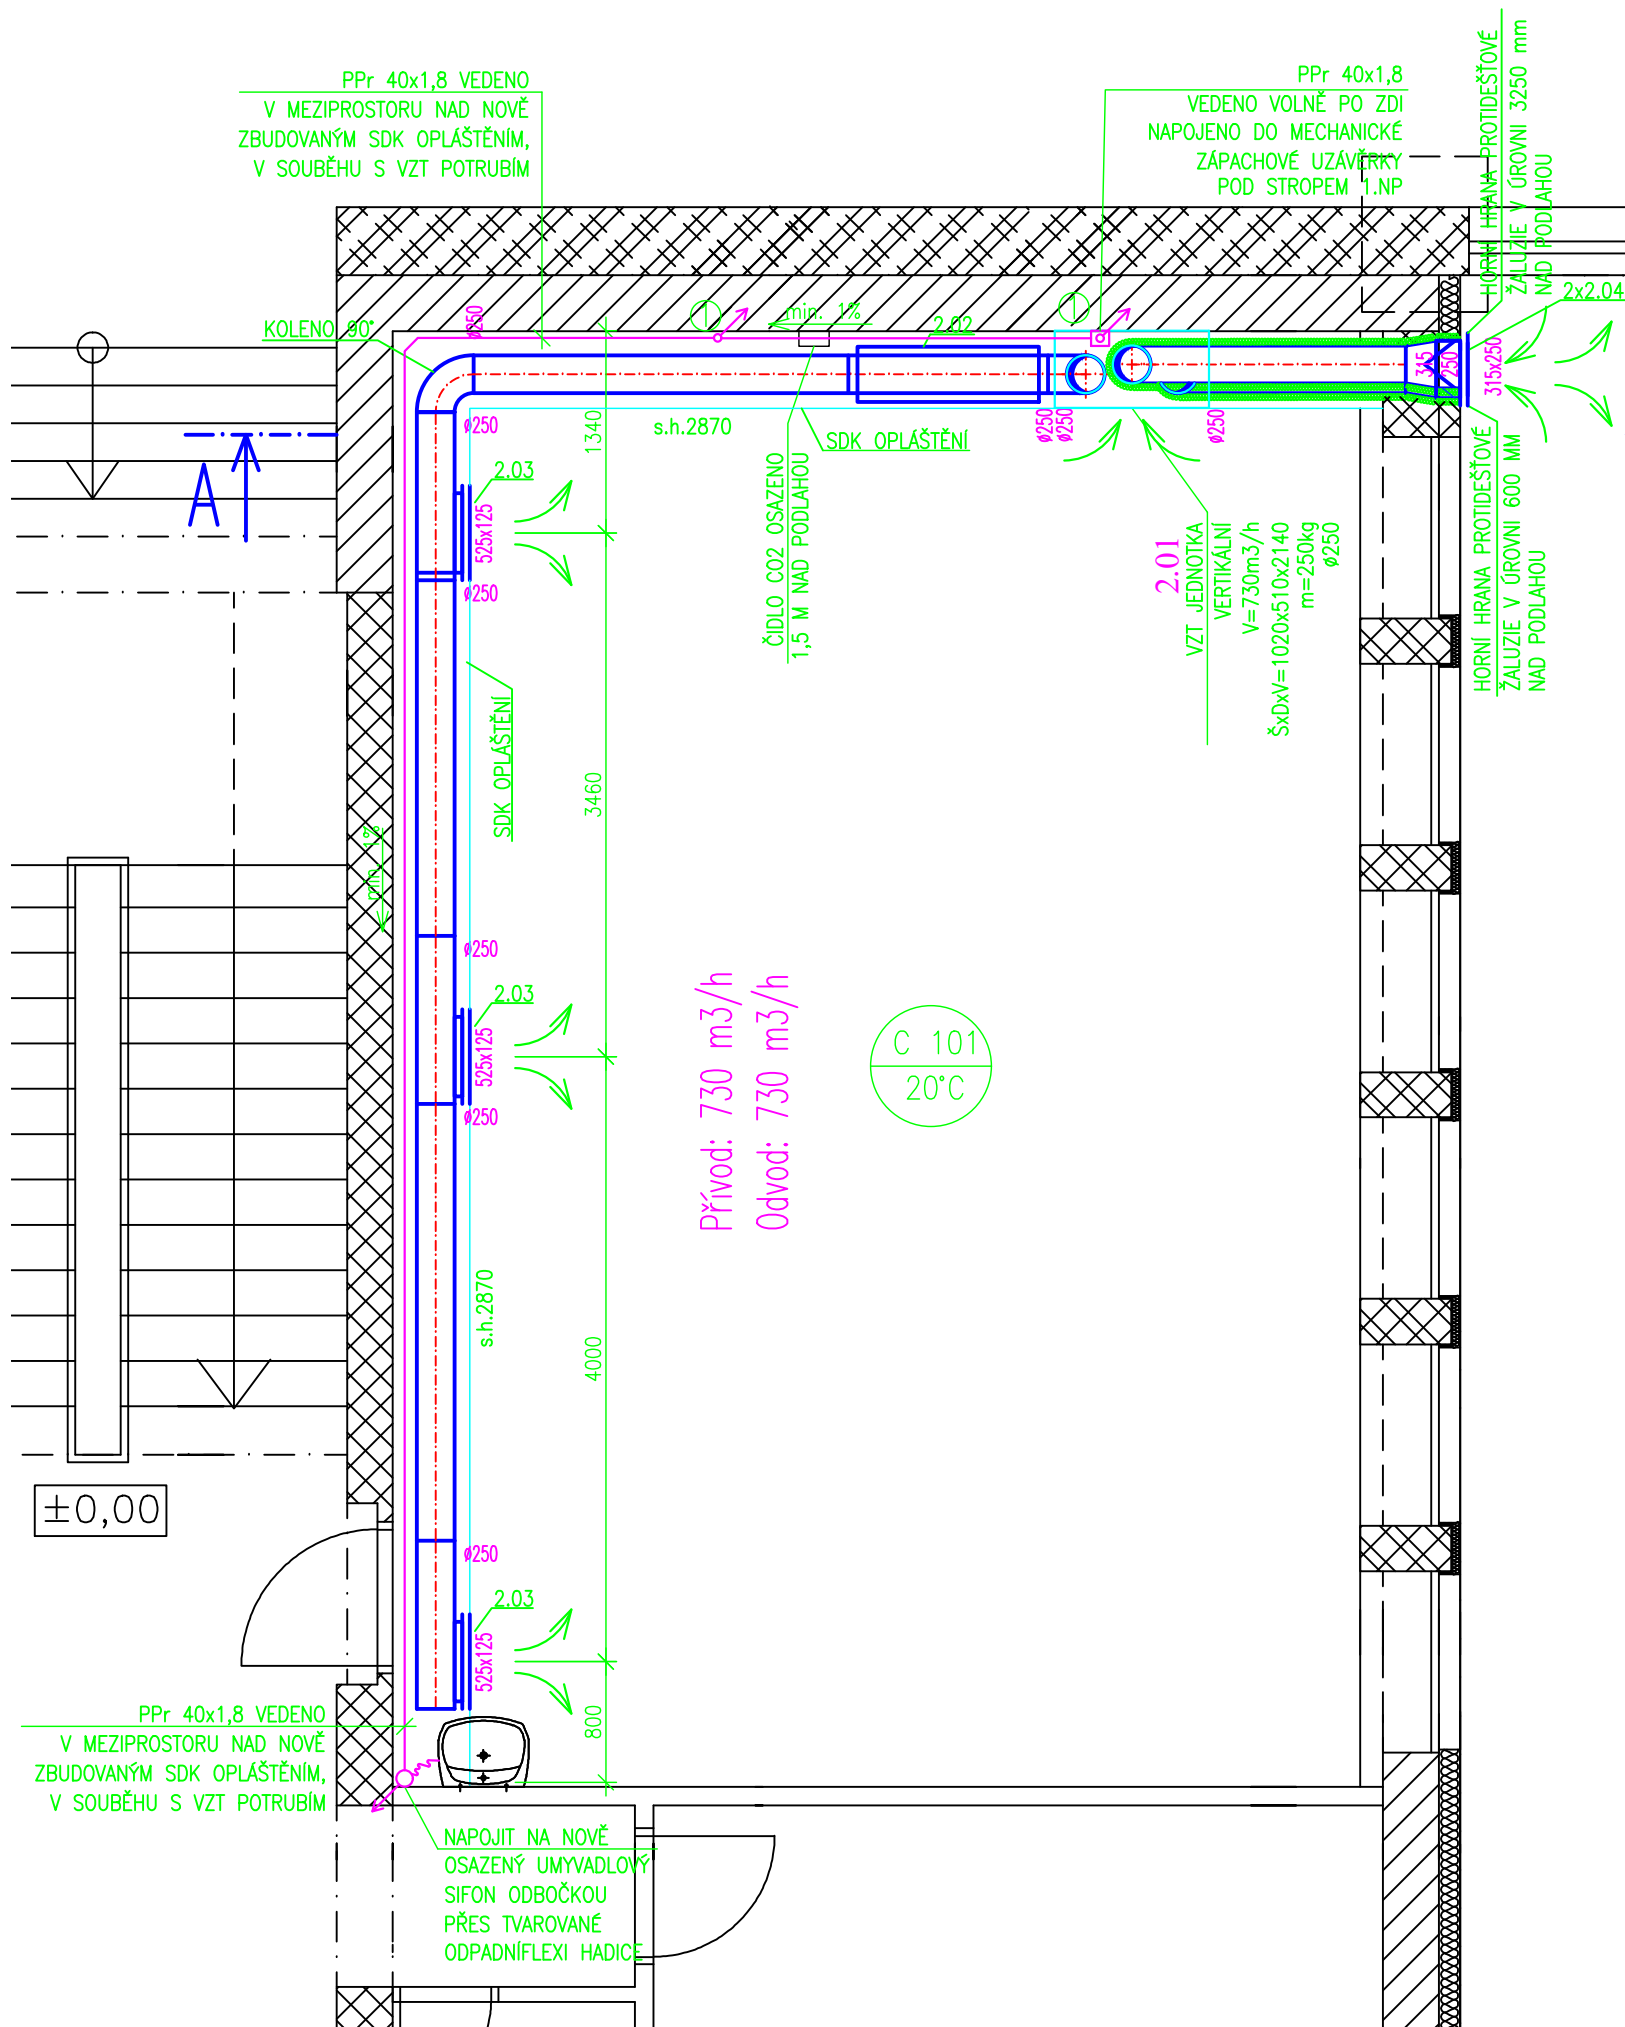 PPr 40x1,8 VEDENO
V MEZIPROSTORU NAD NOVĚ
ZBUDOVANÝM SDK OPLÁŠTĚNÍM,
V SOUBĚHU S VZT POTRUBÍM
PPr 40x1,8
VEDENO VOLNĚ PO ZDI
NAPOJENO DO MECHANICKÉ
ZÁPACHOVÉ UZÁVĚRKY
POD STROPEM 1.NP
HORNÍ HRANA PROTIDEŠŤOVÉ
ŽALUZIE V ÚROVNI 3250 mm
NAD PODLAHOU
2x2.04
KOLENO 90°
ø250
1
min. 1%
1
2.02
315
250
315x250
ø250
1340
s.h.2870
SDK OPLÁŠTĚNÍ
ø250
ø250
ø250
A
2.03
525x125
ø250
ČIDLO CO2 OSAZENO
1,5 M NAD PODLAHOU
2.01
VZT JEDNOTKA
VERTIKÁLNÍ
V=730m3/h
ŠxDxV=1020x510x2140
m=250kg
ø250
HORNÍ HRANA PROTIDEŠŤOVÉ
ŽALUZIE V ÚROVNI 600 MM
NAD PODLAHOU
SDK OPLÁŠTĚNÍ
3460
min. 1%
ø250
2.03
525x125
ø250
Přívod: 730 m3/h
Odvod: 730 m3/h
C 101
20°C
s.h.2870
4000
±0,00
ø250
2.03
525x125
800
PPr 40x1,8 VEDENO
V MEZIPROSTORU NAD NOVĚ
ZBUDOVANÝM SDK OPLÁŠTĚNÍM,
V SOUBĚHU S VZT POTRUBÍM
NAPOJIT NA NOVĚ
OSAZENÝ UMYVADLOVÝ
SIFON ODBOČKOU
PŘES TVAROVANÉ
ODPADNÍFLEXI HADICE